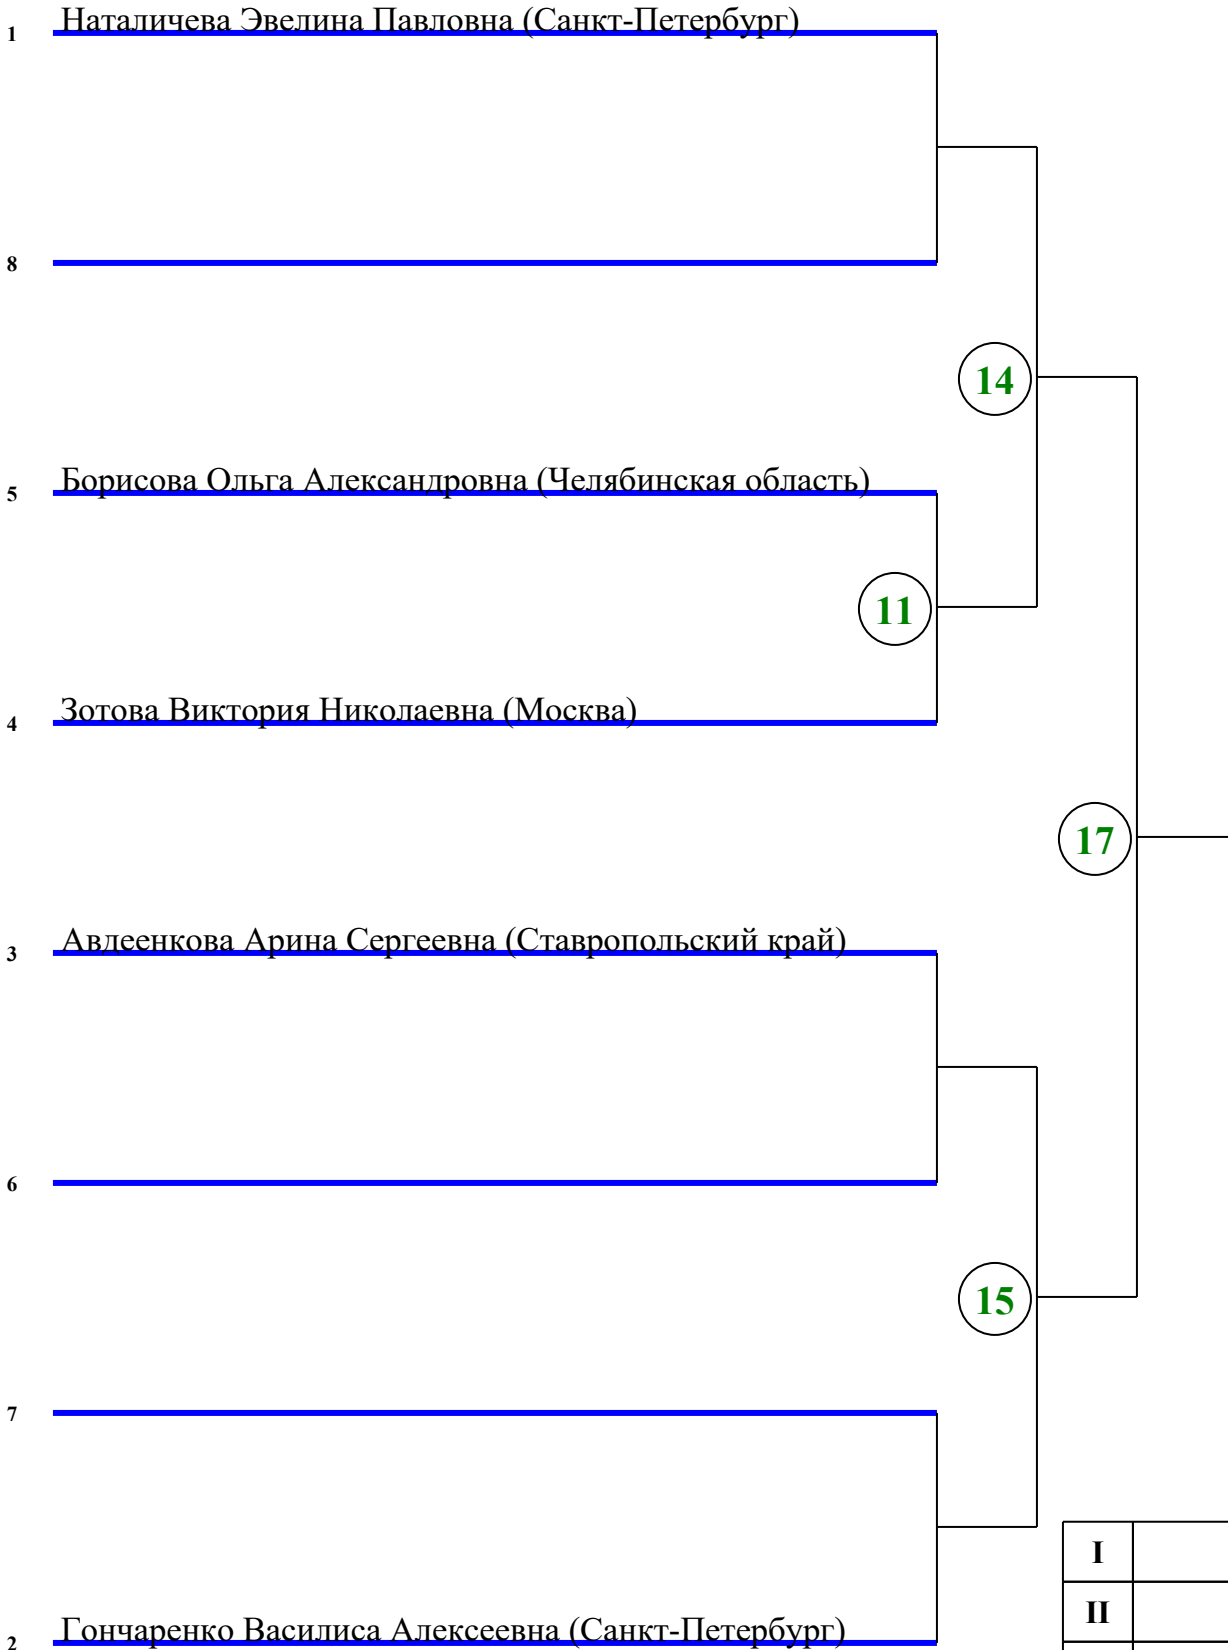 1 Наталичева Эвелина Павловна (Санкт-Петербург)
8
14
5 Борисова Ольга Александровна (Челябинская область)
11
4 Зотова Виктория Николаевна (Москва)
17
3 Авдеенкова Арина Сергеевна (Ставропольский край)
6
15
7
I
II
2 Гончаренко Василиса Алексеевна (Санкт-Петербург)